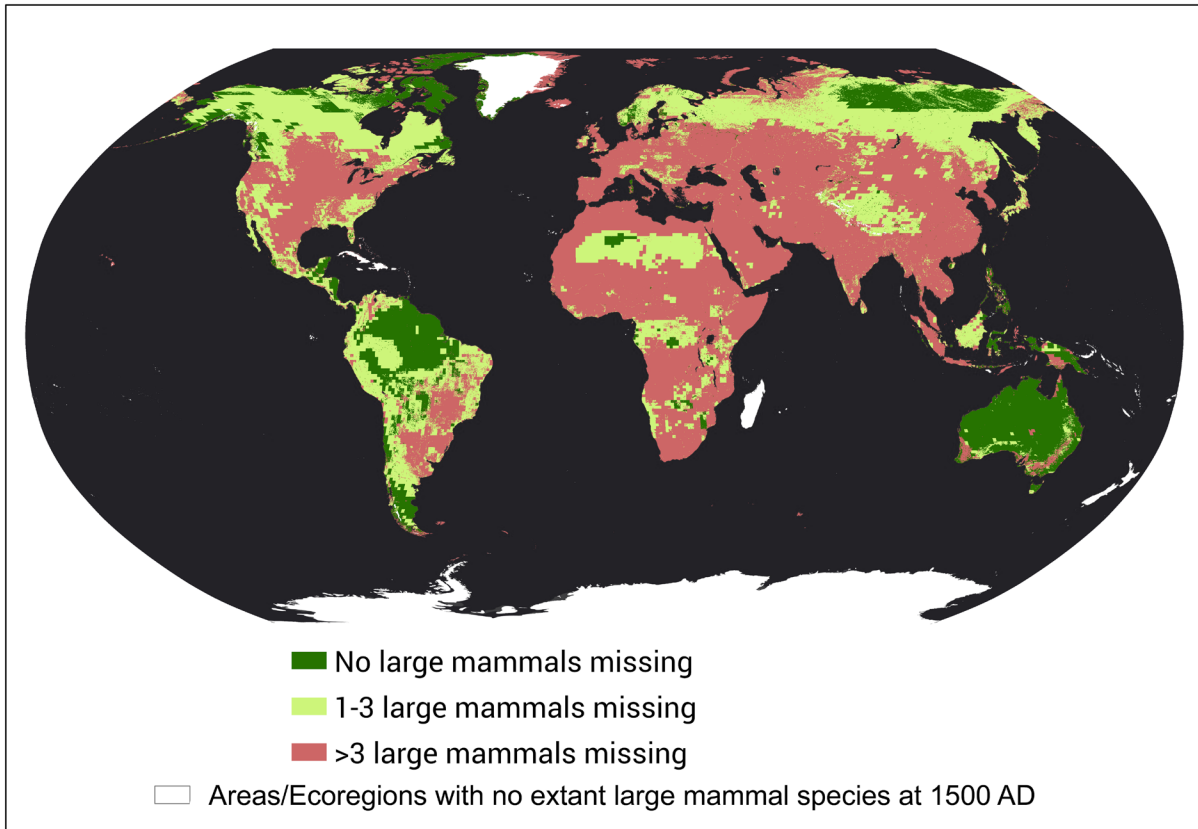 No large mammals missing
1-3 large mammals missing
>3 large mammals missing
Areas/Ecoregions with no extant large mammal species at 1500 AD